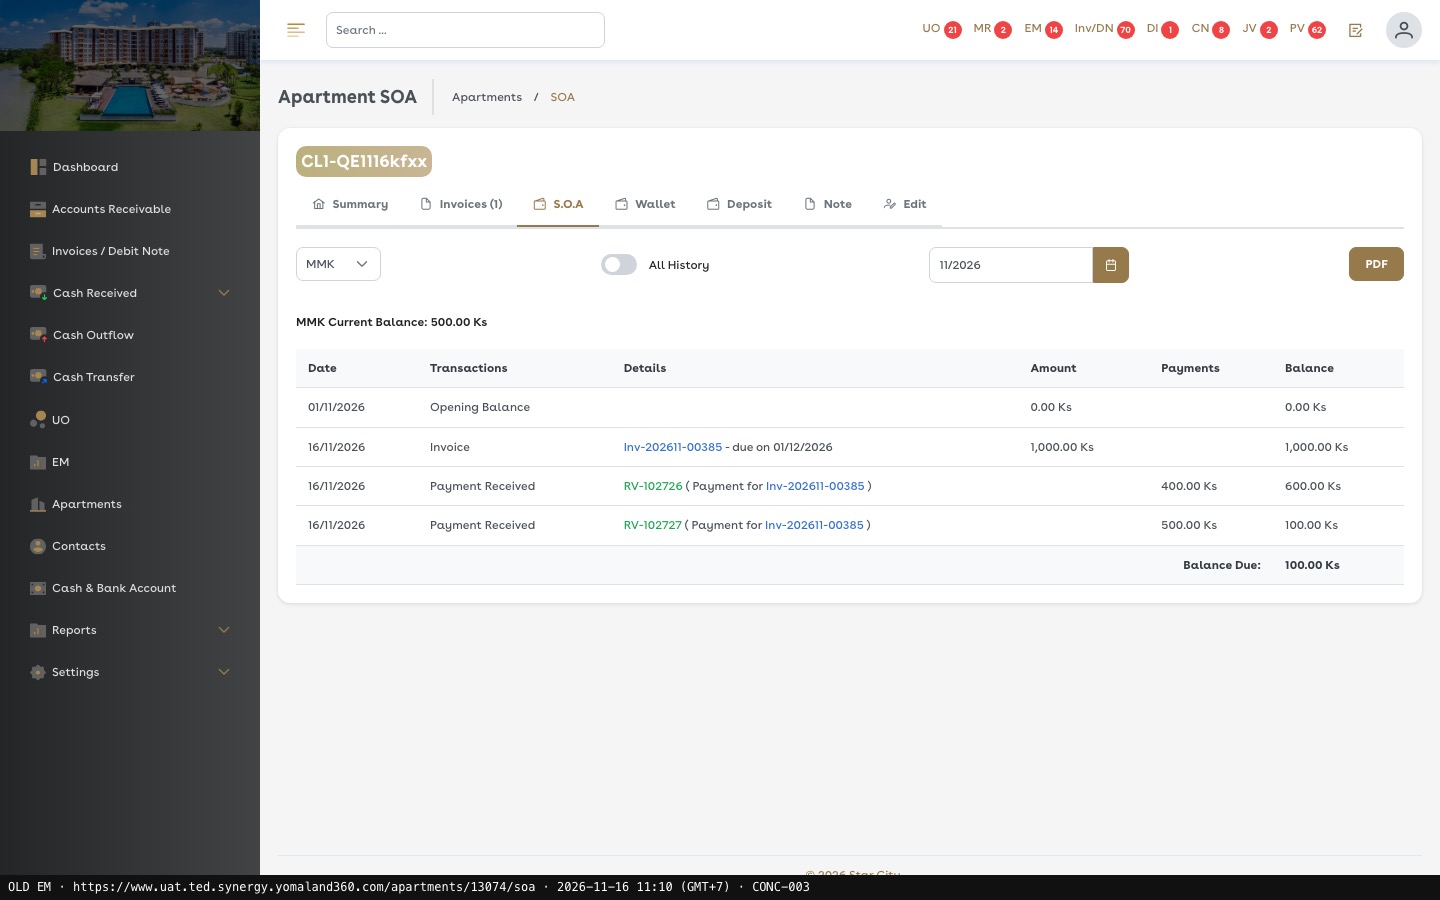 Search ...
UO 21 MR 2 EM 14 Inv/DN 70 DI 1 CN 8 JV 2 PV 62
Dashboard
Accounts Receivable
Invoices / Debit Note
Cash Received
Cash Outflow
Cash Transfer
UO
EM
Apartments
Contacts
Cash & Bank Account
Reports
Settings
Apartment SOA
Apartments / SOA
CL1-QE1116kfxx
Summary Invoices (1) S.O.A Wallet Deposit Note Edit
MMK All History 11/2026 PDF
MMK Current Balance: 500.00 Ks
Date Transactions Details Amount Payments Balance
01/11/2026 Opening Balance 0.00 Ks 0.00 Ks
16/11/2026 Invoice Inv-202611-00385 - due on 01/12/2026 1,000.00 Ks 1,000.00 Ks
16/11/2026 Payment Received RV-102726 ( Payment for Inv-202611-00385 ) 400.00 Ks 600.00 Ks
16/11/2026 Payment Received RV-102727 ( Payment for Inv-202611-00385 ) 500.00 Ks 100.00 Ks
Balance Due: 100.00 Ks
© 2026 Star City
OLD EM · https://www.uat.ted.synergy.yomaland360.com/apartments/13074/soa · 2026-11-16 11:10 (GMT+7) · CONC-003